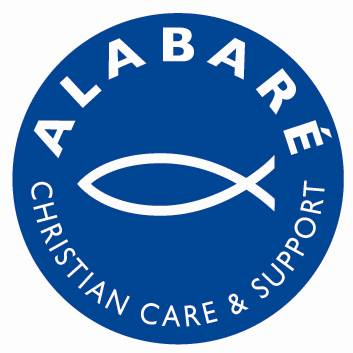 ALABARÉ
CHRISTIAN CARE & SUPPORT